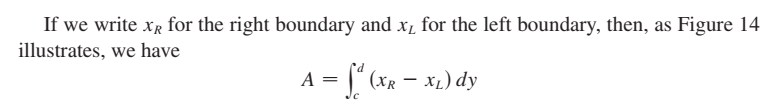 If we write x_R for the right boundary and x_L for the left boundary, then, as Figure 14
illustrates, we have
A = ∫_c^d (x_R − x_L) dy